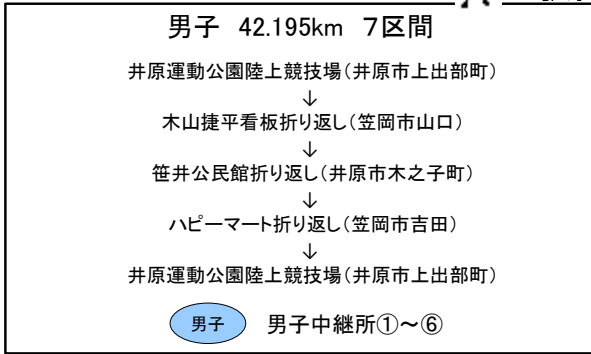 男子 42.195km 7区間
井原運動公園陸上競技場(井原市上出部町)
↓
木山捷平看板折り返し(笠岡市山口)
↓
笹井公民館折り返し(井原市木之子町)
↓
ハピーマート折り返し(笠岡市吉田)
↓
井原運動公園陸上競技場(井原市上出部町)
男子 男子中継所①~⑥